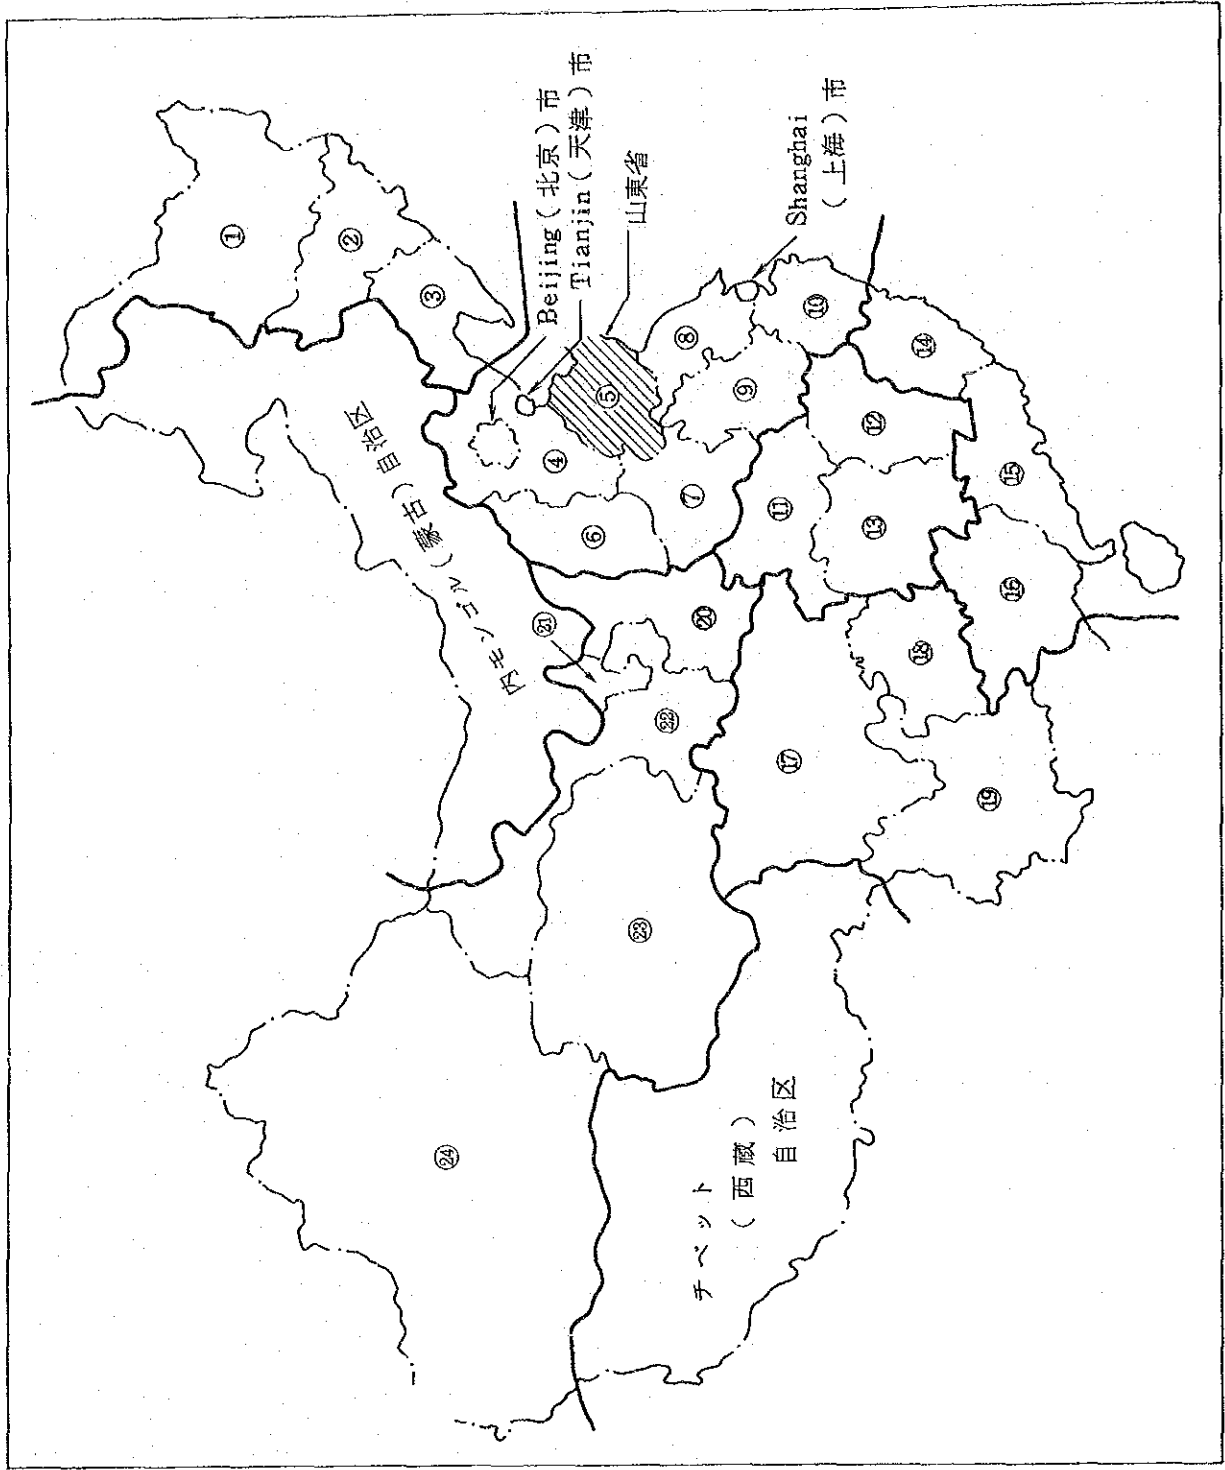 ①
②
③
Beijing(北京)市
Tianjin(天津)市
山東省
Shanghai
(上海)市
内モンゴル(蒙古)自治区
④
⑤
⑥
⑦
⑧
⑨
⑩
⑪
⑫
⑬
⑭
⑮
⑯
⑰
⑱
⑲
⑳
㉑
㉒
㉓
㉔
チベット
(西蔵)
自治区